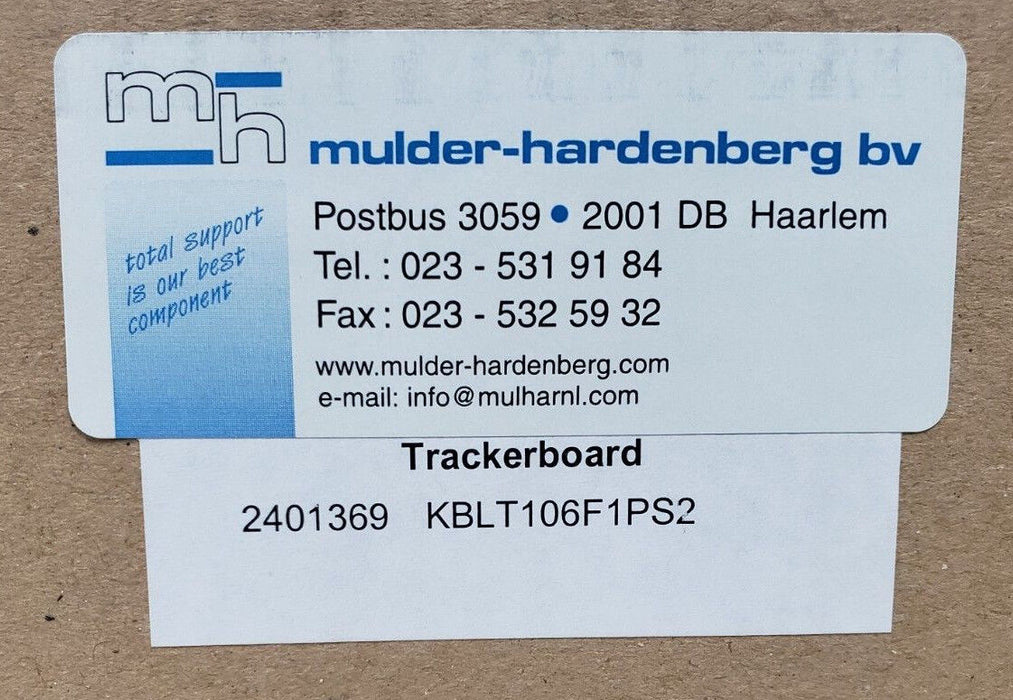 mh
mulder-hardenberg bv
total support
is our best
component
Postbus 3059 • 2001 DB Haarlem
Tel. : 023 - 531 91 84
Fax : 023 - 532 59 32
www.mulder-hardenberg.com
e-mail: info@mulharnl.com
Trackerboard
2401369 KBLT106F1PS2